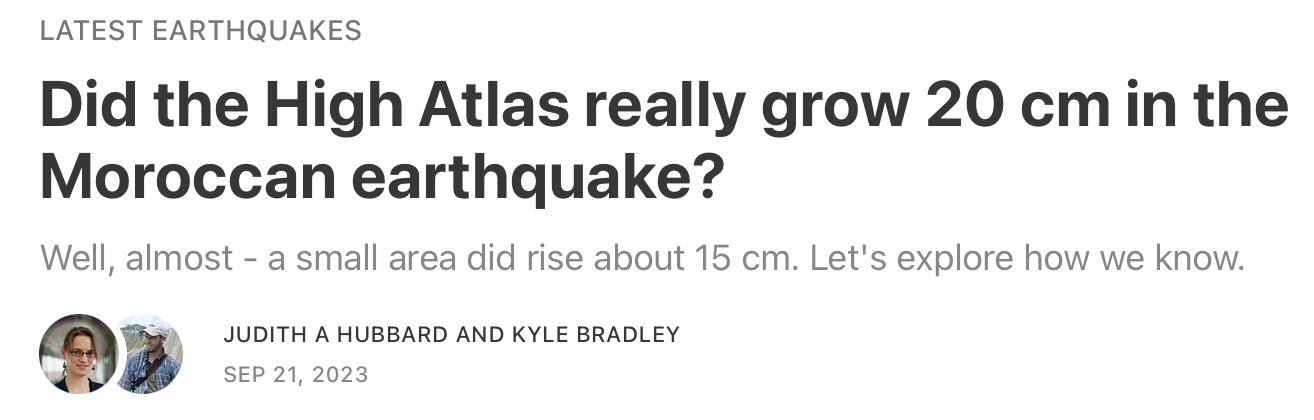 LATEST EARTHQUAKES
Did the High Atlas really grow 20 cm in the
Moroccan earthquake?
Well, almost - a small area did rise about 15 cm. Let's explore how we know.
JUDITH A HUBBARD AND KYLE BRADLEY
SEP 21, 2023